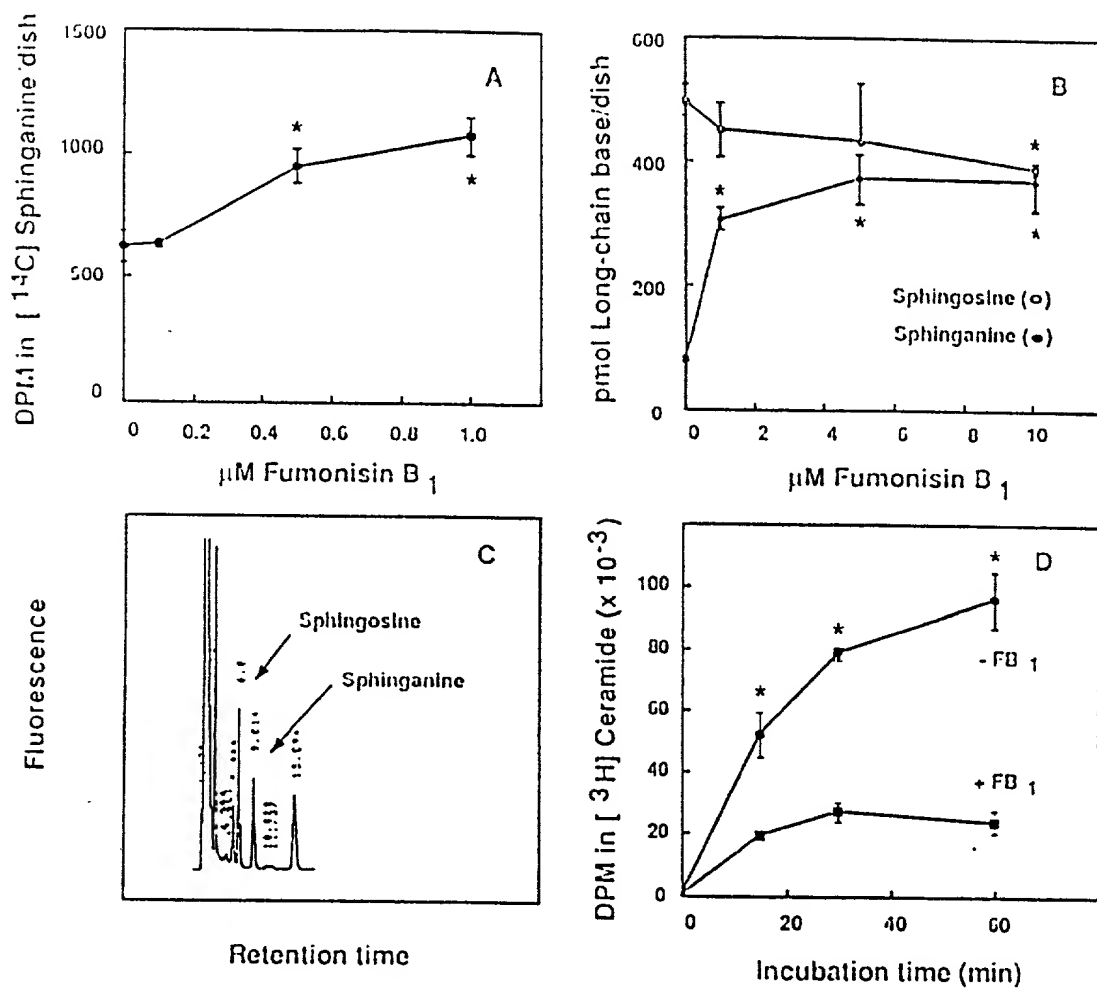 A
DPM in [ 14C] Sphinganine/dish
1500
1000
500
0
*
*
0 0.2 0.4 0.6 0.8 1.0
µM Fumonisin B 1
B
pmol Long-chain base/dish
600
400
200
0
*
*
*
*
Sphingosine (o)
Sphinganine (●)
0 2 4 6 8 10
µM Fumonisin B 1
C
Fluorescence
Sphingosine
Sphinganine
Retention time
D
DPM in [ 3H] Ceramide (x 10-3)
100
80
60
40
20
0
*
*
*
- FB 1
+ FB 1
0 20 40 60
Incubation time (min)